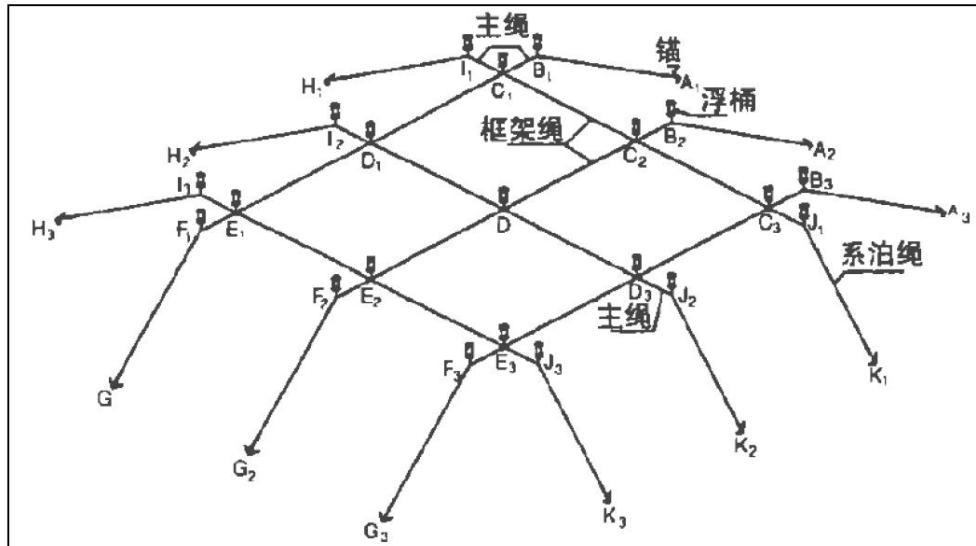 主绳
锚
I₁
B₁
H₁
C₁
A₁
浮桶
框架绳
I₂
D₁
C₂
B₂
H₂
A₂
I₃
B₃
H₃
F₁
E₁
D
C₃
J₁
A₃
系泊绳
F₂
E₂
D₃
J₂
主绳
F₃
E₃
J₃
G
K₁
G₂
K₂
G₃
K₃